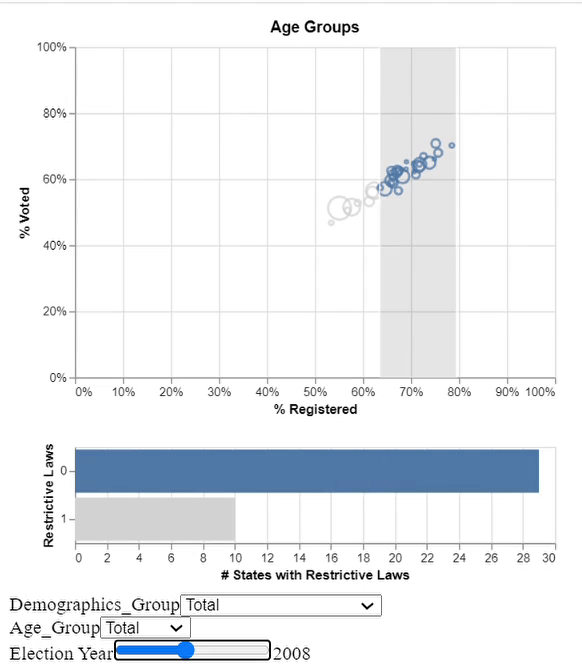 Age Groups
100%
80%
60%
40%
20%
0%
% Voted
0% 10% 20% 30% 40% 50% 60% 70% 80% 90% 100%
% Registered
Restrictive Laws
0
1
0 2 4 6 8 10 12 14 16 18 20 22 24 26 28 30
# States with Restrictive Laws
Demographics_Group Total
Age_Group Total
Election Year 2008